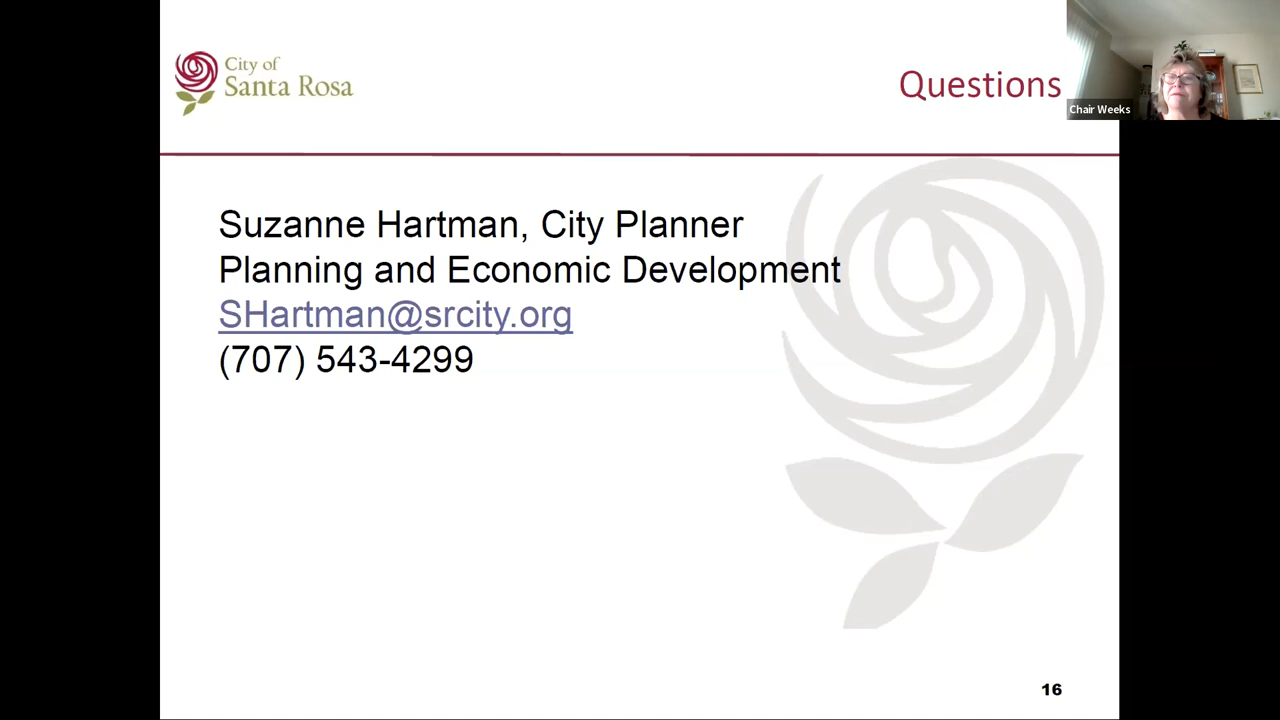 City of
Santa Rosa
Questions
Chair Weeks
Suzanne Hartman, City Planner
Planning and Economic Development
SHartman@srcity.org
(707) 543-4299
16